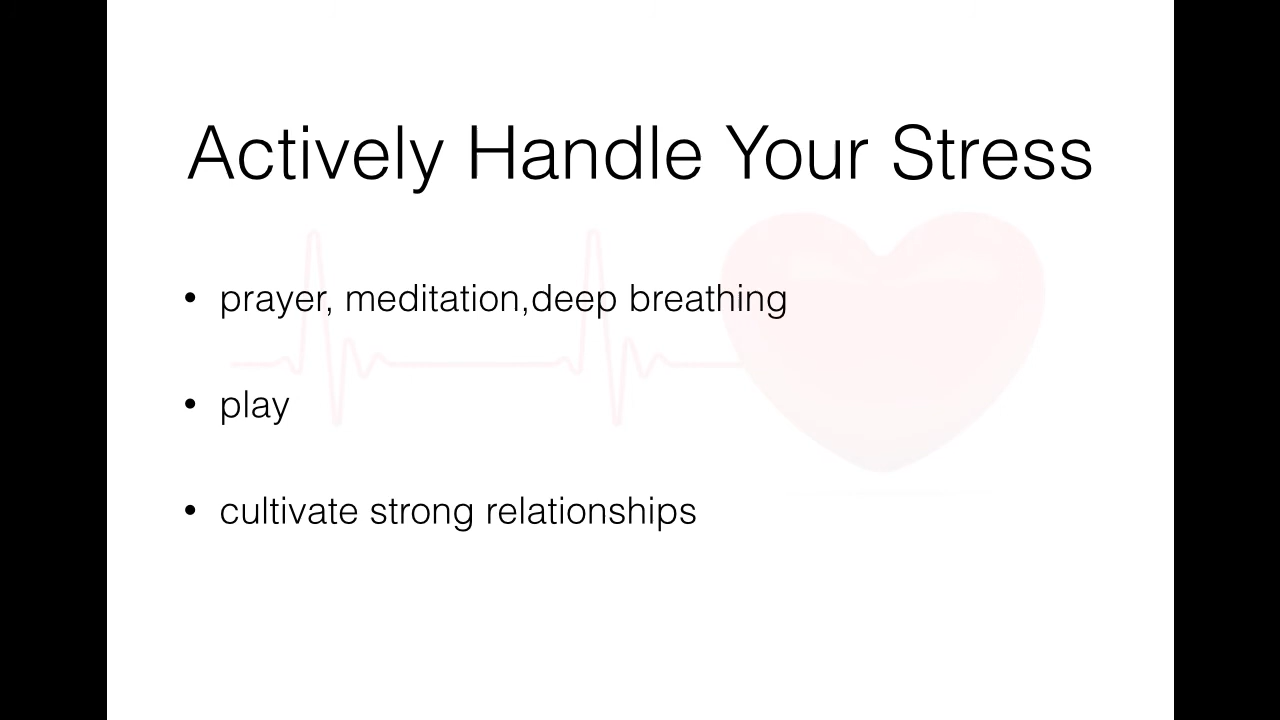 Actively Handle Your Stress
• prayer, meditation,deep breathing
• play
• cultivate strong relationships